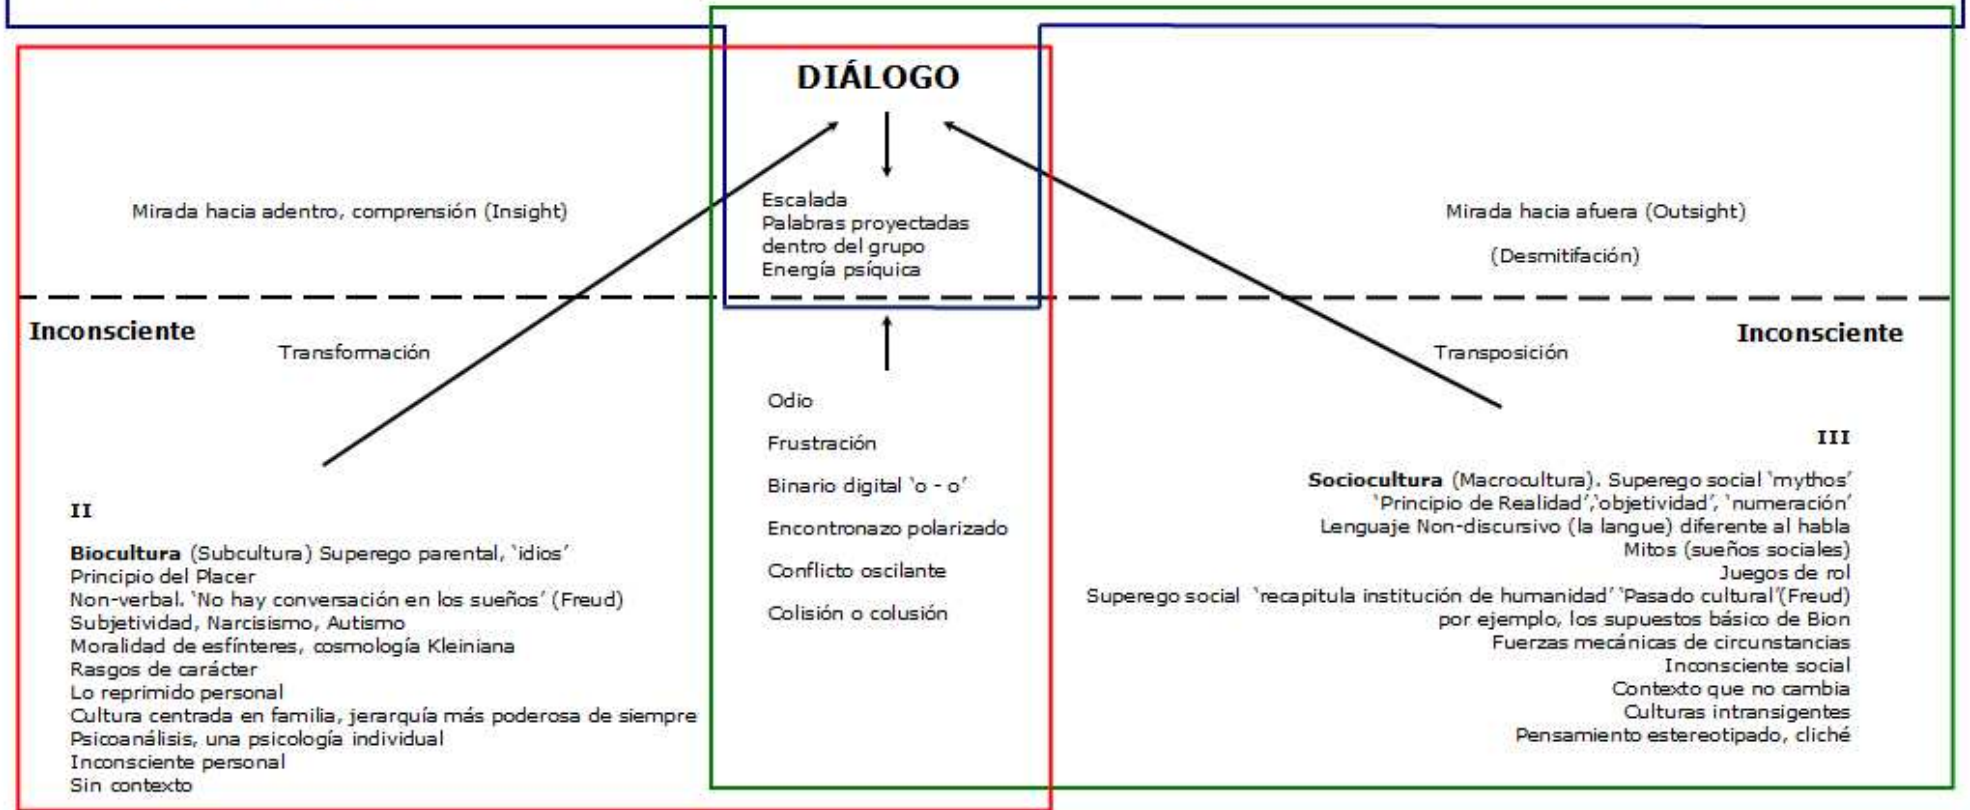 DIÁLOGO
Escalada
Palabras proyectadas
dentro del grupo
Energía psíquica
Mirada hacia adentro, comprensión (Insight)
Mirada hacia afuera (Outsight)
(Desmitifación)
Inconsciente
Inconsciente
Transformación
Transposición
Odio
Frustración
Binario digital ‘o - o’
Encontronazo polarizado
Conflicto oscilante
Colisión o colusión
II
Biocultura (Subcultura) Superego parental, ‘idios’
Principio del Placer
Non-verbal. ‘No hay conversación en los sueños’ (Freud)
Subjetividad, Narcisismo, Autismo
Moralidad de esfínteres, cosmología Kleiniana
Rasgos de carácter
Lo reprimido personal
Cultura centrada en familia, jerarquía más poderosa de siempre
Psicoanálisis, una psicología individual
Inconsciente personal
Sin contexto
III
Sociocultura (Macrocultura). Superego social ‘mythos’
‘Principio de Realidad’,‘objetividad’, ‘numeración’
Lenguaje Non-discursivo (la langue) diferente al habla
Mitos (sueños sociales)
Juegos de rol
Superego social ‘recapitula institución de humanidad’ ‘Pasado cultural’(Freud)
por ejemplo, los supuestos básico de Bion
Fuerzas mecánicas de circunstancias
Inconsciente social
Contexto que no cambia
Culturas intransigentes
Pensamiento estereotipado, cliché